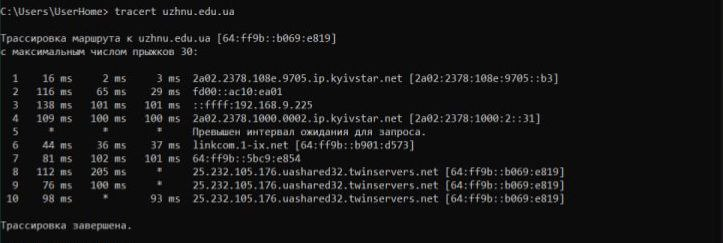 C:\Users\UserHome> tracert uzhnu.edu.ua
Трассировка маршрута к uzhnu.edu.ua [64:ff9b::b069:e819]
с максимальным числом прыжков 30:
1 16 ms 2 ms 3 ms 2a02.2378.108e.9705.ip.kyivstar.net [2a02:2378:108e:9705::b3]
2 116 ms 65 ms 29 ms fd00::ac10:ea01
3 138 ms 101 ms 101 ms ::ffff:192.168.9.225
4 109 ms 100 ms 100 ms 2a02.2378.1000.0002.ip.kyivstar.net [2a02:2378:1000:2::31]
5 * * * Превышен интервал ожидания для запроса.
6 44 ms 36 ms 37 ms linkcom.1-ix.net [64:ff9b::b901:d573]
7 81 ms 102 ms 101 ms 64:ff9b::5bc9:e854
8 112 ms 205 ms * 25.232.105.176.uashared32.twinservers.net [64:ff9b::b069:e819]
9 76 ms 100 ms * 25.232.105.176.uashared32.twinservers.net [64:ff9b::b069:e819]
10 98 ms * 93 ms 25.232.105.176.uashared32.twinservers.net [64:ff9b::b069:e819]
Трассировка завершена.